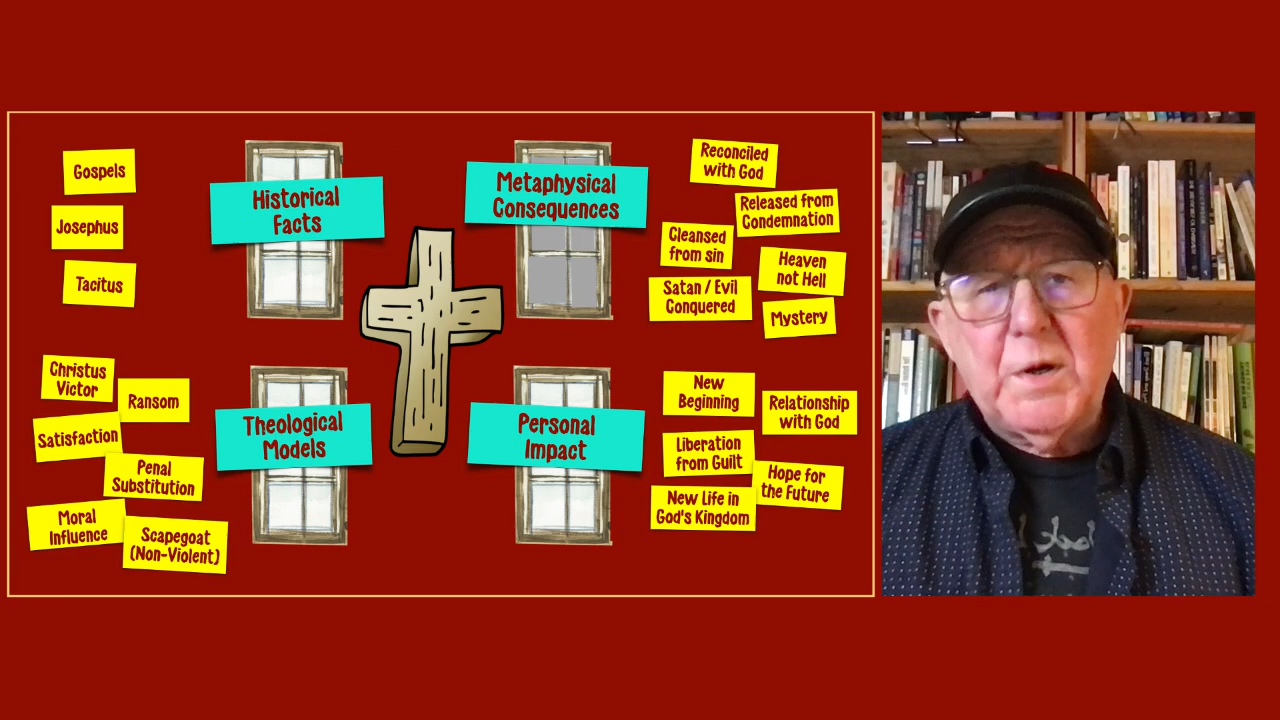 Gospels
Josephus
Tacitus
Historical
Facts
Metaphysical
Consequences
Reconciled
with God
Released from
Condemnation
Cleansed
from sin
Heaven
not Hell
Satan / Evil
Conquered
Mystery
Christus
Victor
Ransom
Satisfaction
Penal
Substitution
Moral
Influence
Scapegoat
(Non-Violent)
Theological
Models
Personal
Impact
New
Beginning
Relationship
with God
Liberation
from Guilt
Hope for
the Future
New Life in
God's Kingdom